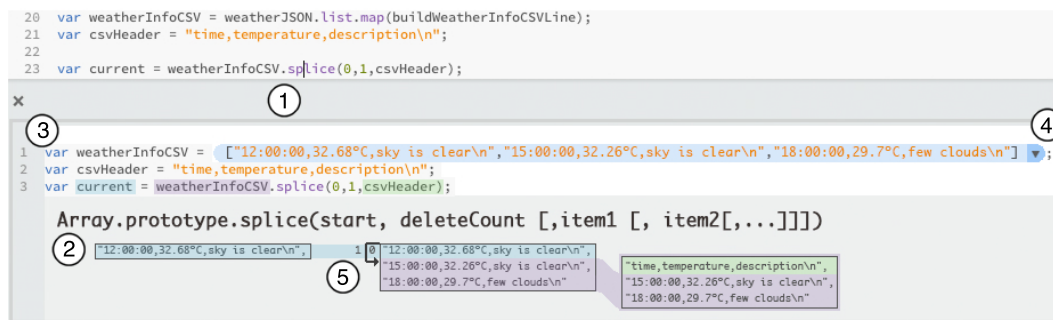 20 var weatherInfoCSV = weatherJSON.list.map(buildWeatherInfoCSVLine);
21 var csvHeader = "time,temperature,description\n";
22
23 var current = weatherInfoCSV.splice(0,1,csvHeader);
×
1
3
4
1 var weatherInfoCSV = ["12:00:00,32.68°C,sky is clear\n","15:00:00,32.26°C,sky is clear\n","18:00:00,29.7°C,few clouds\n"] ▼;
2 var csvHeader = "time,temperature,description\n";
3 var current = weatherInfoCSV.splice(0,1,csvHeader);
Array.prototype.splice(start, deleteCount [,item1 [, item2[,...]]])
2
"12:00:00,32.68°C,sky is clear\n", 1 0 "12:00:00,32.68°C,sky is clear\n",
5
"15:00:00,32.26°C,sky is clear\n",
"18:00:00,29.7°C,few clouds\n"
"time,temperature,description\n",
"15:00:00,32.26°C,sky is clear\n",
"18:00:00,29.7°C,few clouds\n"